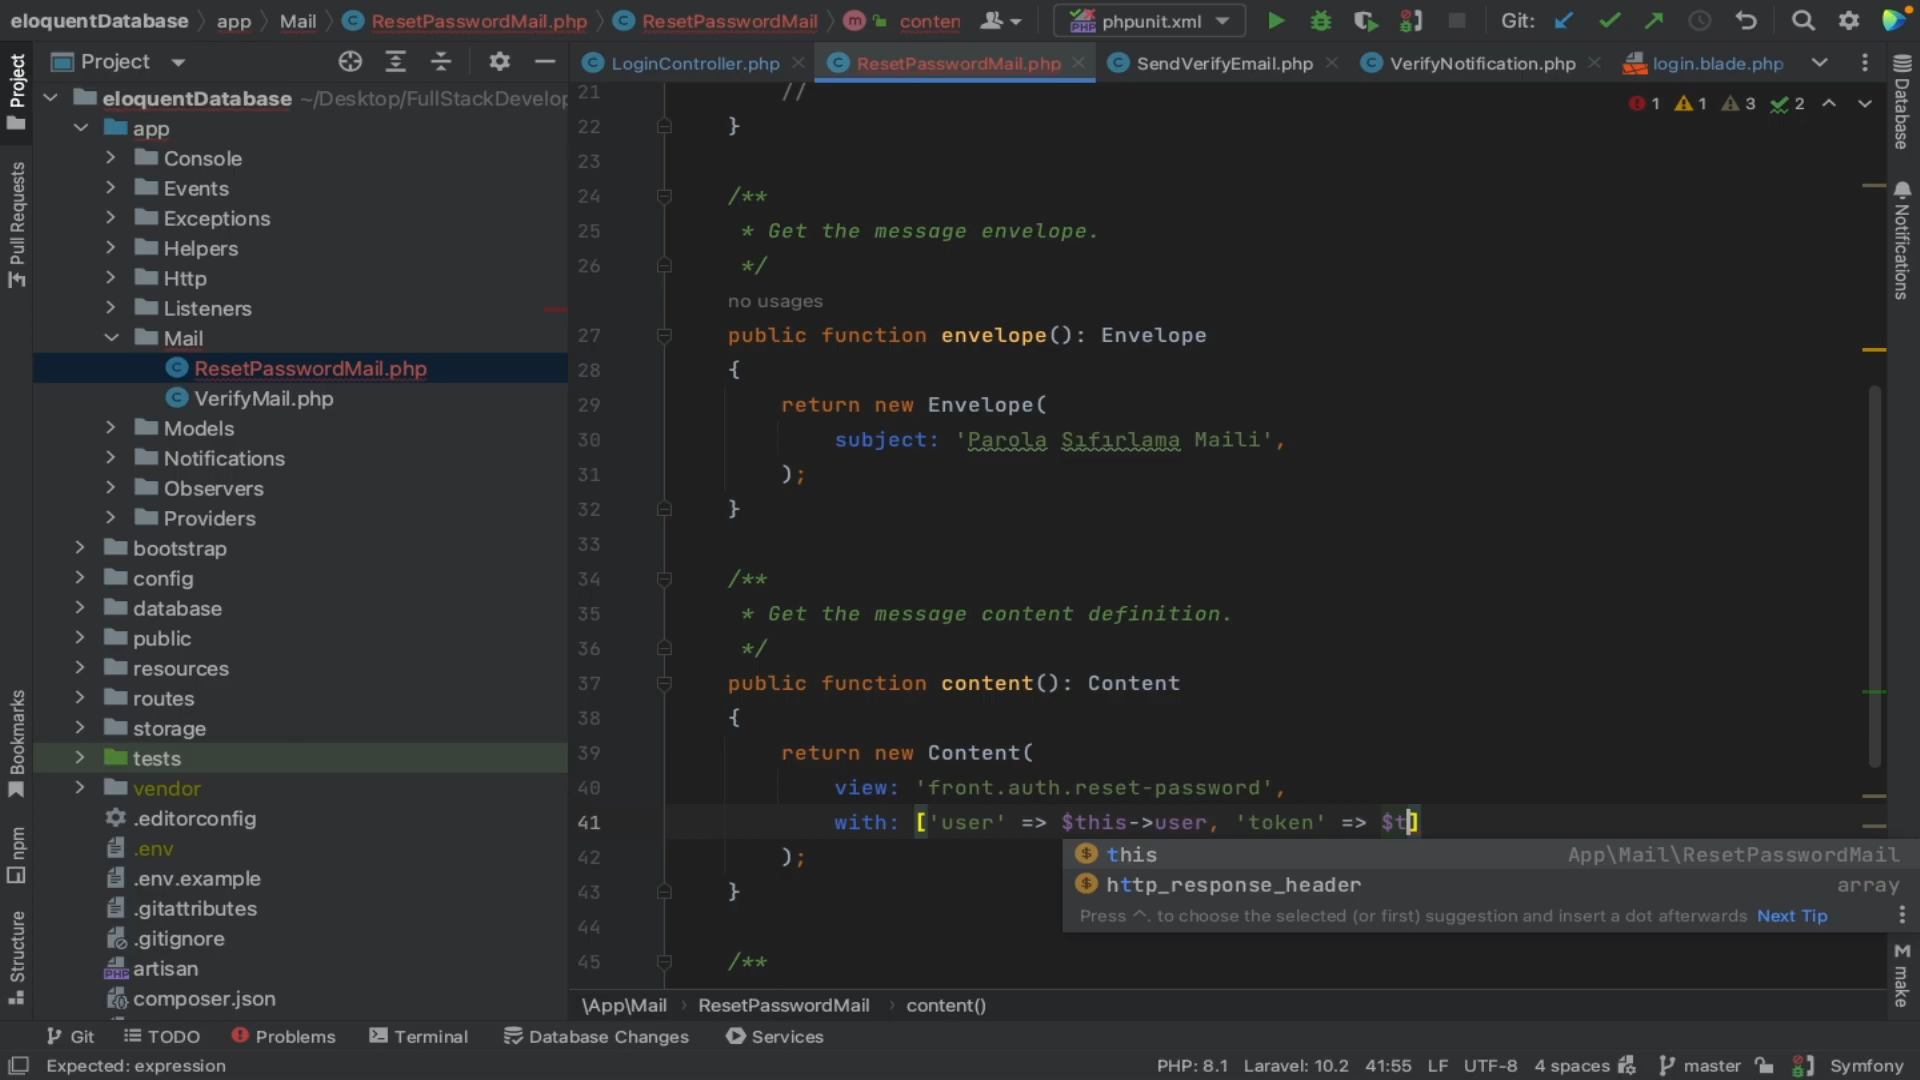 eloquentDatabase app Mail ResetPasswordMail.php ResetPasswordMail conten phpunit.xml Git:
Project
LoginController.php ResetPasswordMail.php SendVerifyEmail.php VerifyNotification.php login.blade.php
eloquentDatabase ~/Desktop/FullStackDevelop
app
Console
Events
Exceptions
Helpers
Http
Listeners
Mail
ResetPasswordMail.php
VerifyMail.php
Models
Notifications
Observers
Providers
bootstrap
config
database
public
resources
routes
storage
tests
vendor
.editorconfig
.env
.env.example
.gitattributes
.gitignore
artisan
composer.json
Project
Pull Requests
Bookmarks
npm
Structure
1 1 3 2
21 //
22 }
23
24 /**
25 * Get the message envelope.
26 */
no usages
27 public function envelope(): Envelope
28 {
29 return new Envelope(
30 subject: 'Parola Sıfırlama Maili',
31 );
32 }
33
34 /**
35 * Get the message content definition.
36 */
37 public function content(): Content
38 {
39 return new Content(
40 view: 'front.auth.reset-password',
41 with: ['user' => $this->user, 'token' => $t]
42 );
43 }
44
45 /**
this App\Mail\ResetPasswordMail
http_response_header array
Press ^. to choose the selected (or first) suggestion and insert a dot afterwards Next Tip
Database
Notifications
make
\App\Mail ResetPasswordMail content()
Git TODO Problems Terminal Database Changes Services
Expected: expression PHP: 8.1 Laravel: 10.2 41:55 LF UTF-8 4 spaces master Symfony